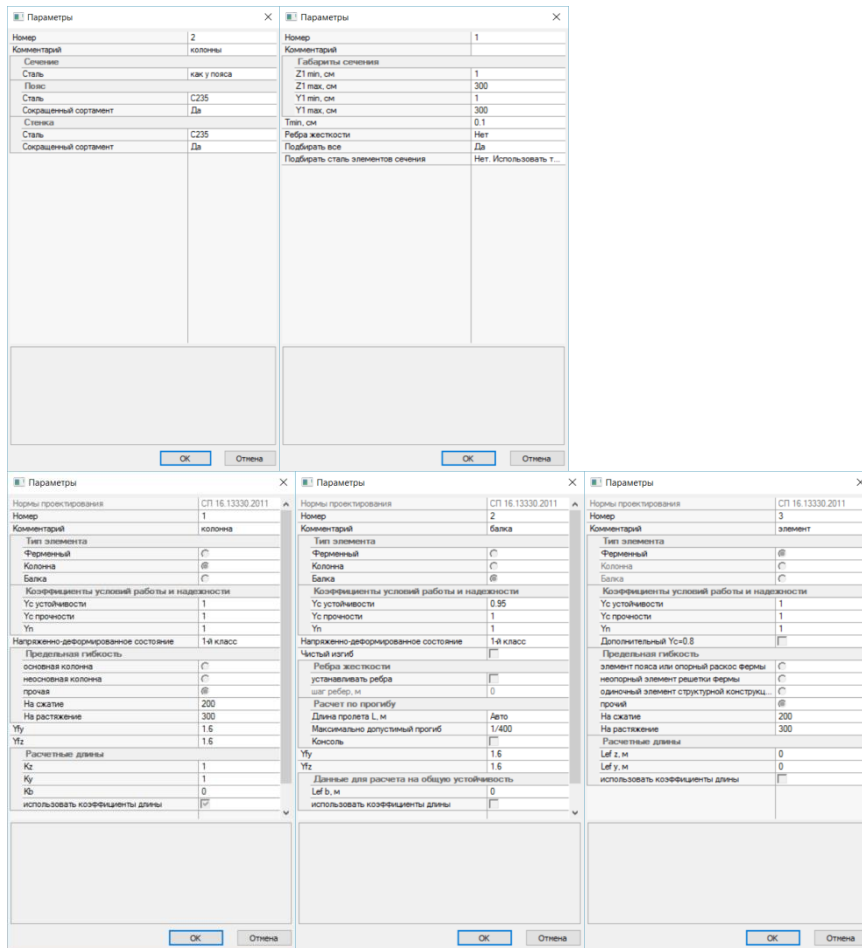 Параметры
Номер 2
Комментарий колонны
Сечение
Сталь как у пояса
Пояс
Сталь С235
Сокращенный сортамент Да
Стенка
Сталь С235
Сокращенный сортамент Да
ОК Отмена
Параметры
Номер 1
Комментарий
Габариты сечения
Z1 min, см 1
Z1 max, см 300
Y1 min, см 1
Y1 max, см 300
Tmin, см 0.1
Ребра жесткости Нет
Подбирать все Да
Подбирать сталь элементов сечения Нет. Использовать т...
ОК Отмена
Параметры
Нормы проектирования СП 16.13330.2011
Номер 1
Комментарий колонна
Тип элемента
Ферменный
Колонна
Балка
Коэффициенты условий работы и надежности
Yc устойчивости 1
Yc прочности 1
Yn 1
Напряженно-деформированное состояние 1-й класс
Предельная гибкость
основная колонна
неосновная колонна
прочая
На сжатие 200
На растяжение 300
Yfy 1.6
Yfz 1.6
Расчетные длины
Kz 1
Ky 1
Kb 0
использовать коэффициенты длины
ОК Отмена
Параметры
Нормы проектирования СП 16.13330.2011
Номер 2
Комментарий балка
Тип элемента
Ферменный
Колонна
Балка
Коэффициенты условий работы и надежности
Yc устойчивости 0.95
Yc прочности 1
Yn 1
Напряженно-деформированное состояние 1-й класс
Чистый изгиб
Ребра жесткости
устанавливать ребра
шаг ребер, м 0
Расчет по прогибу
Длина пролета L, м Авто
Максимально допустимый прогиб 1/400
Консоль
Yfy 1.6
Yfz 1.6
Данные для расчета на общую устойчивость
Lef b, м 0
использовать коэффициенты длины
ОК Отмена
Параметры
Нормы проектирования СП 16.13330.2011
Номер 3
Комментарий элемент
Тип элемента
Ферменный
Колонна
Балка
Коэффициенты условий работы и надежности
Yc устойчивости 1
Yc прочности 1
Yn 1
Дополнительный Yc=0.8
Предельная гибкость
элемент пояса или опорный раскос фермы
неопорный элемент решетки фермы
одиночный элемент структурной конструкц...
прочий
На сжатие 200
На растяжение 300
Расчетные длины
Lef z, м 0
Lef y, м 0
использовать коэффициенты длины
ОК Отмена